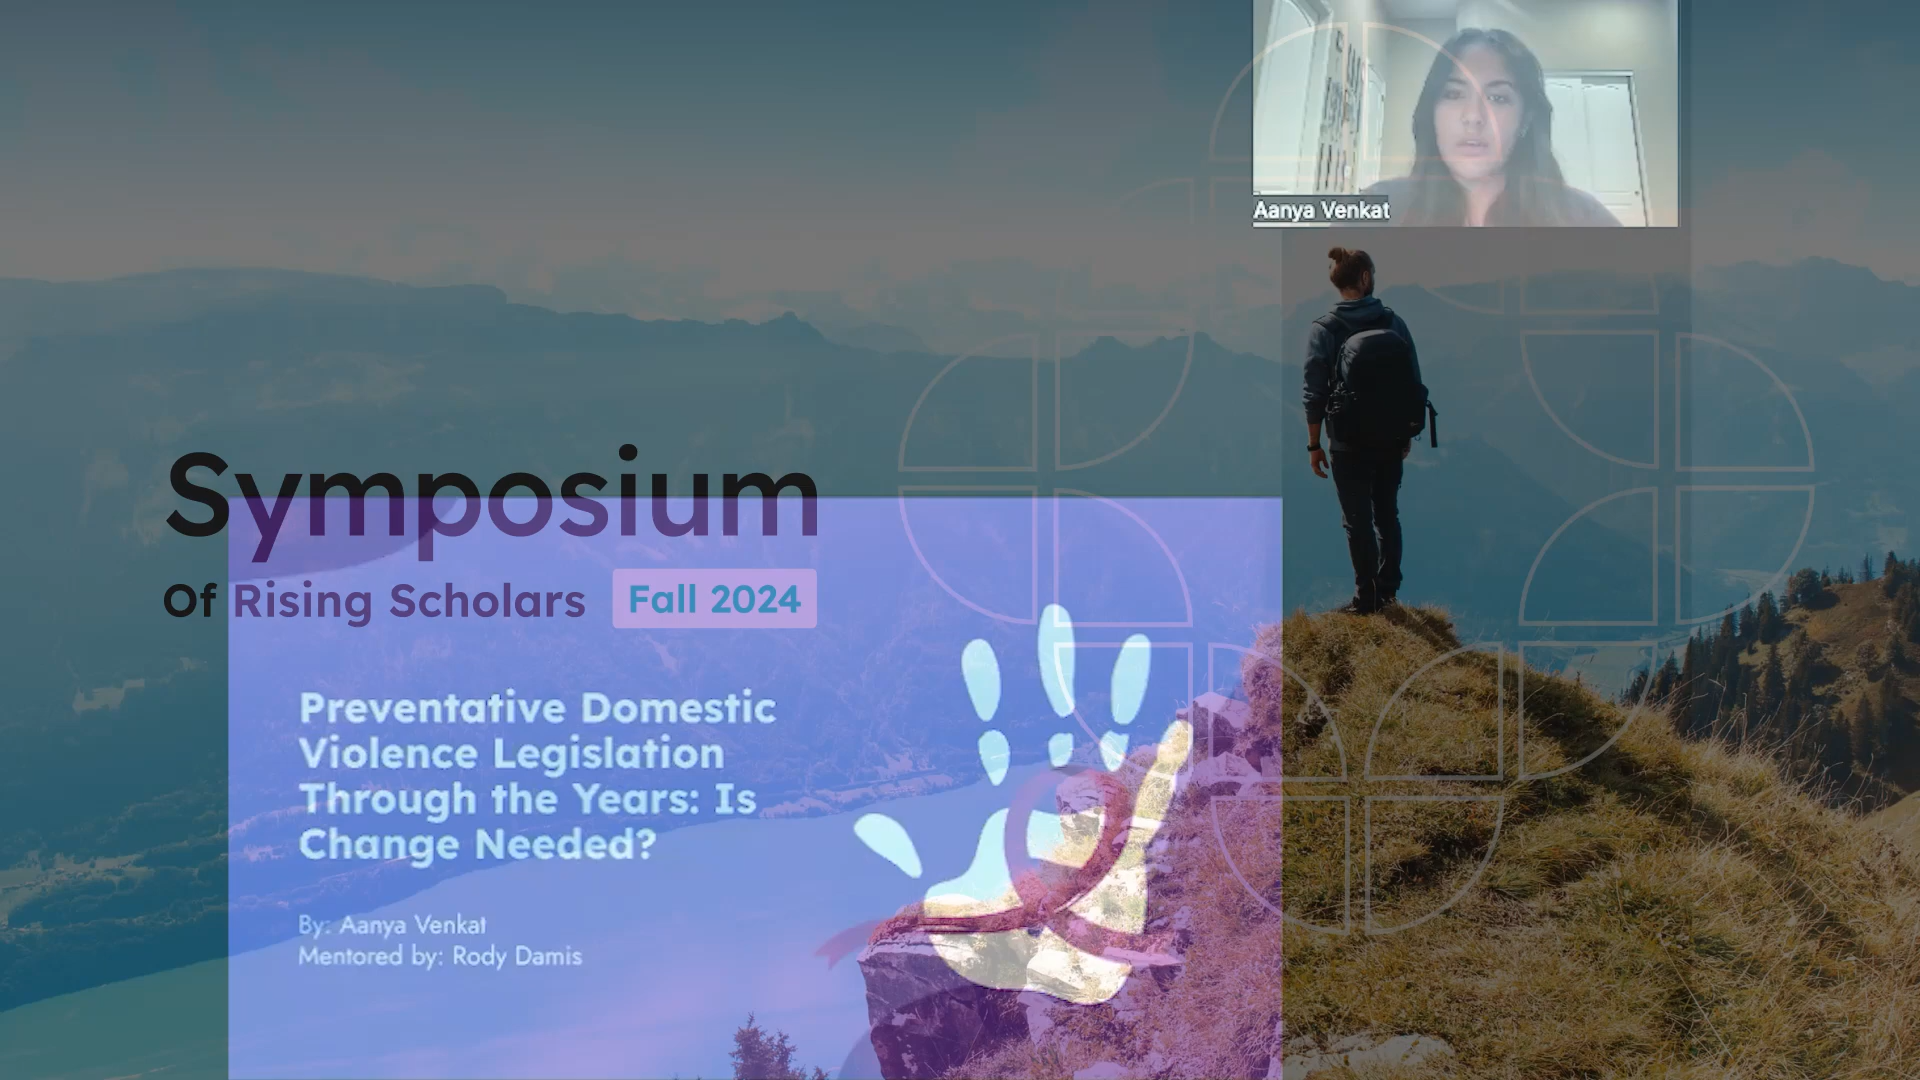 Aanya Venkat
Symposium
Of Rising Scholars Fall 2024
Preventative Domestic
Violence Legislation
Through the Years: Is
Change Needed?
By: Aanya Venkat
Mentored by: Rody Damis